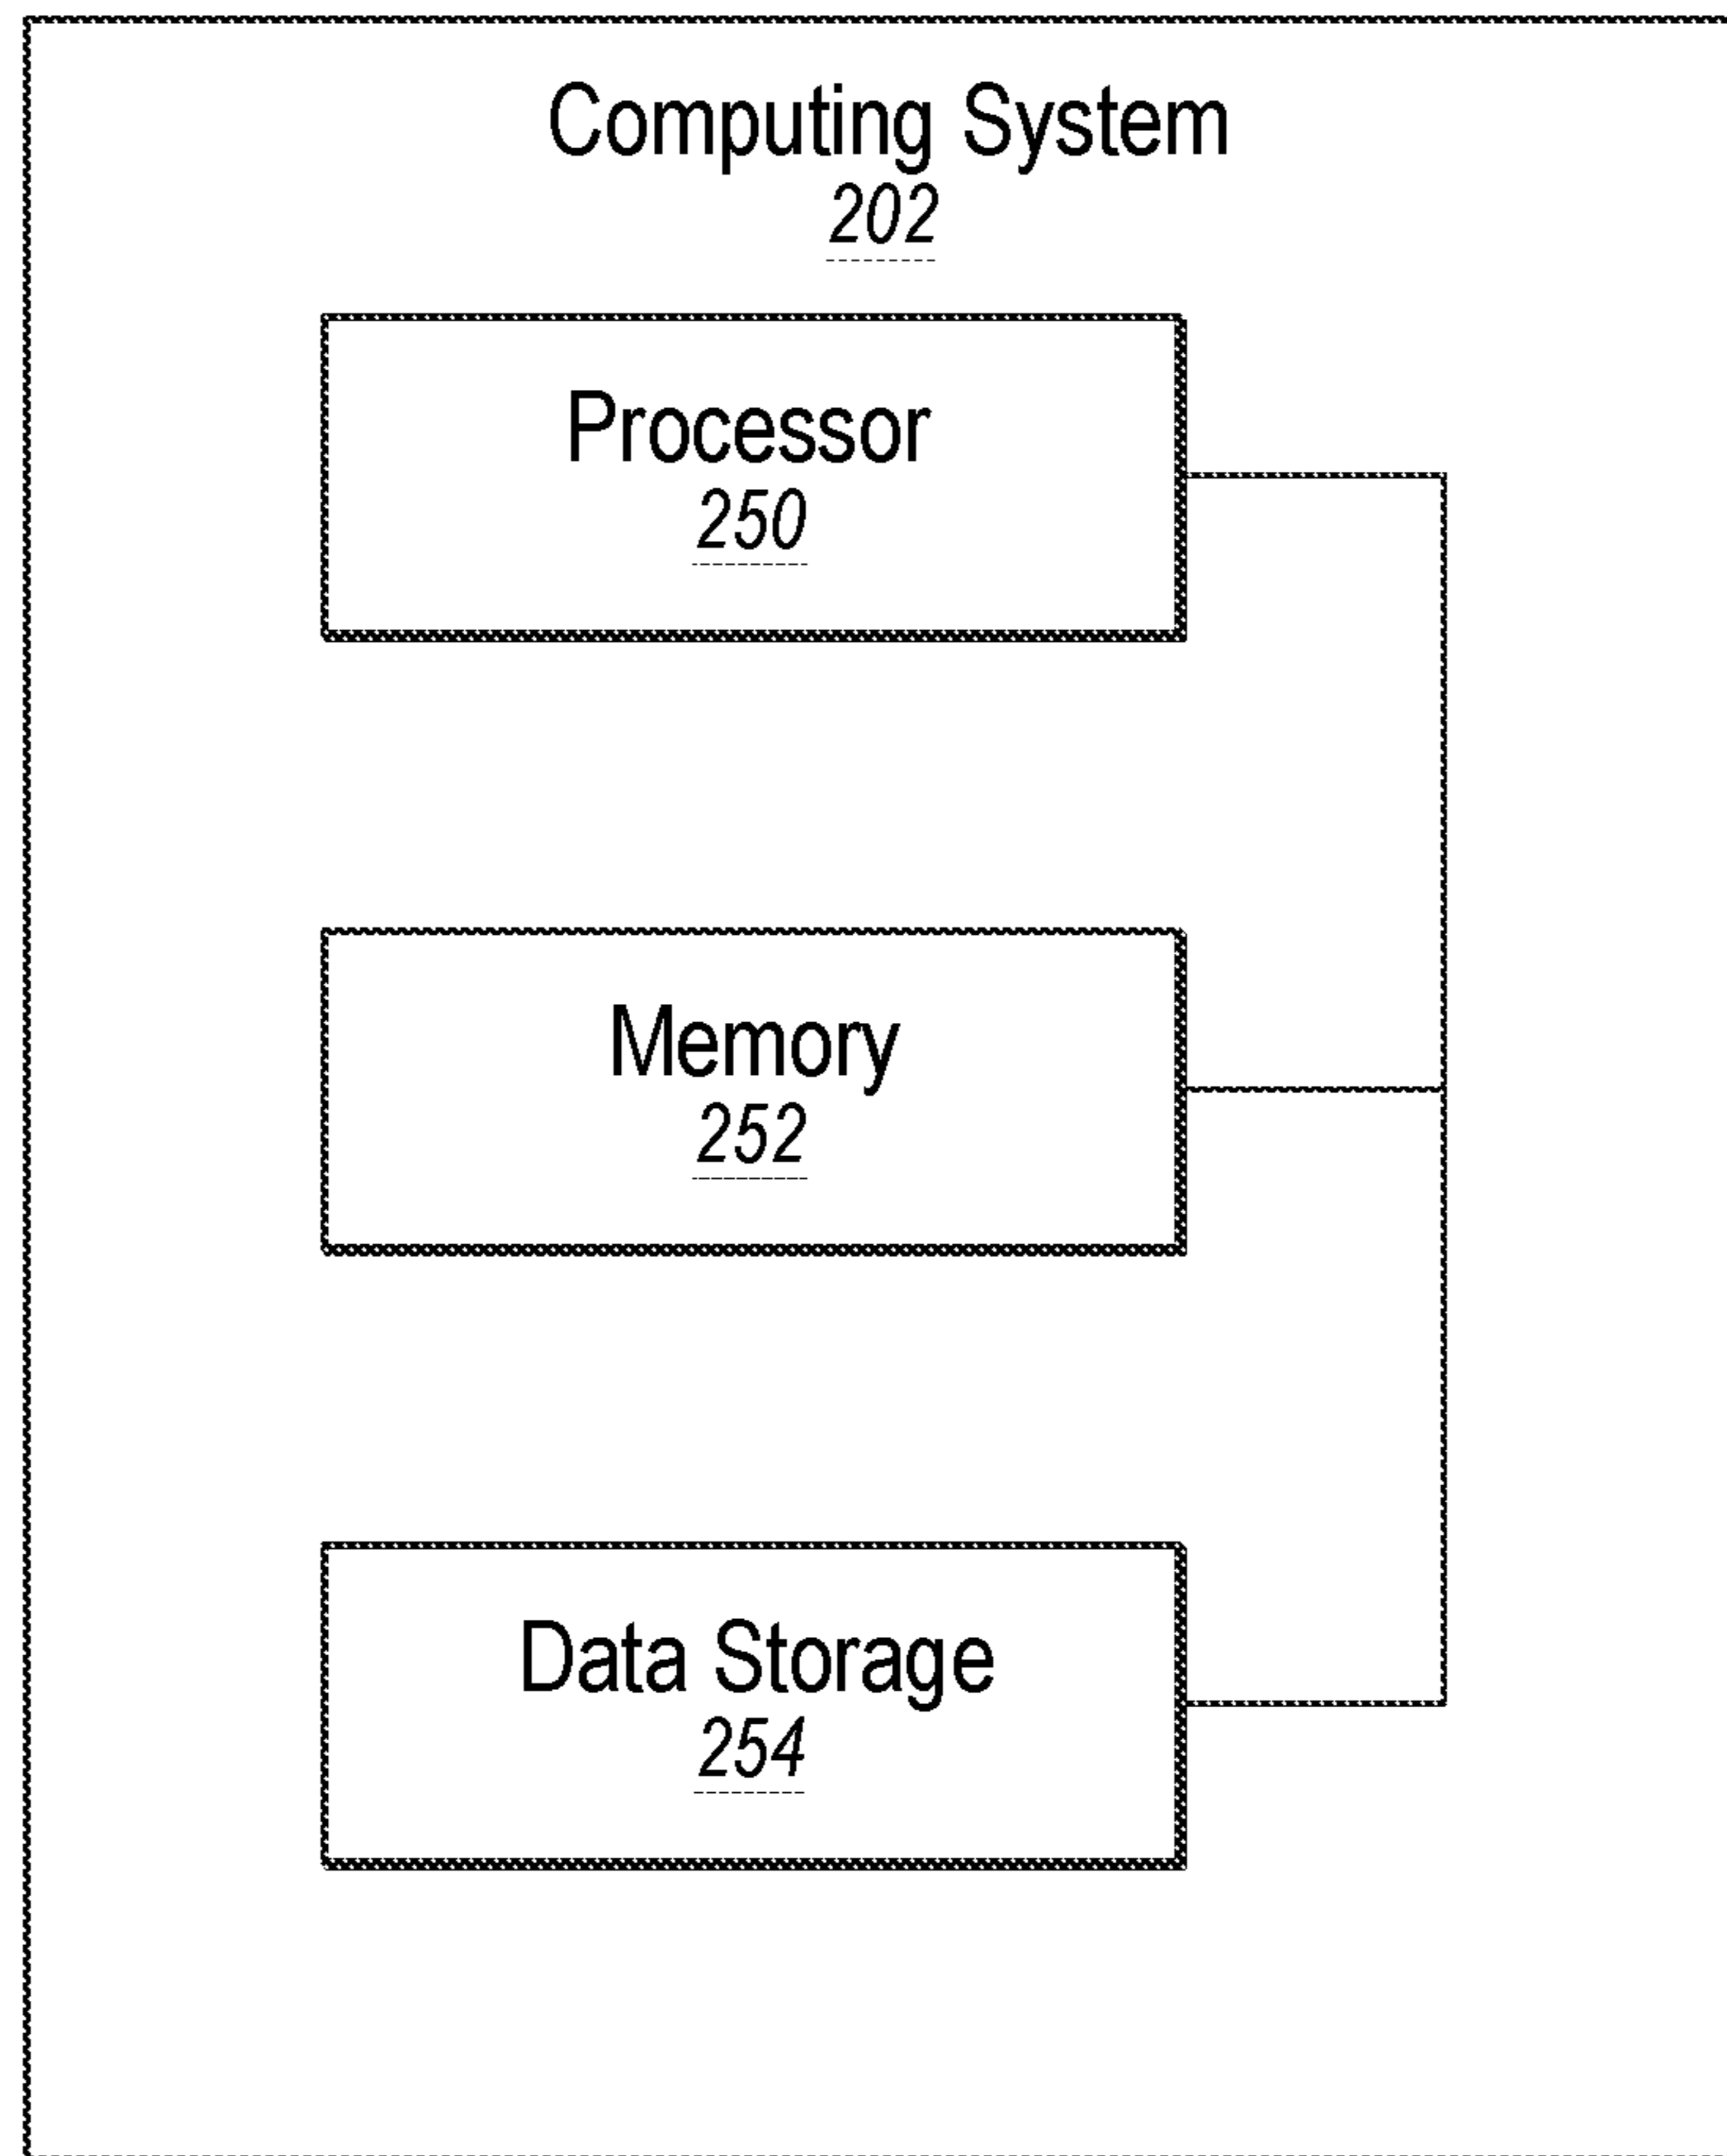 Computing System
202
Processor
250
Memory
252
Data Storage
254